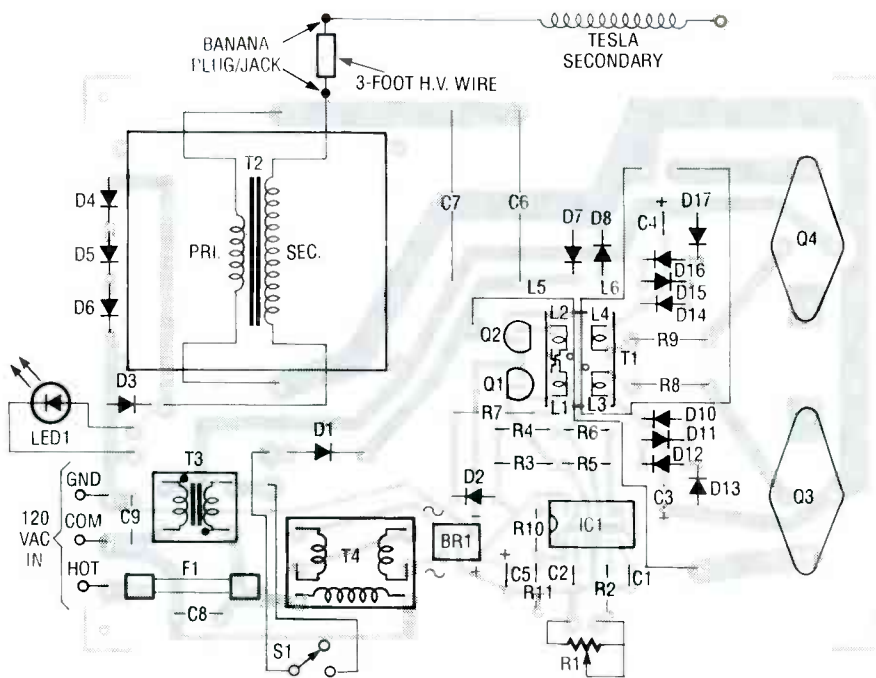 BANANA
PLUG/JACK
3-FOOT H.V. WIRE
TESLA
SECONDARY
T2
PRI.
SEC.
D4
D5
D6
D3
LED1
C7
C6
D7
D8
L5
L6
C4
+
D17
D16
D15
D14
Q4
Q2
Q1
L2
L4
L1
L3
T1
R9
R8
R7
R4
R6
R3
R5
D10
D11
D12
D13
C3
+
Q3
D1
D2
GND
120
VAC
IN
COM
HOT
C9
T3
F1
C8
T4
S1
~
~
BR1
-
+
R10
IC1
+
C5
C2
R11
R2
C1
R1